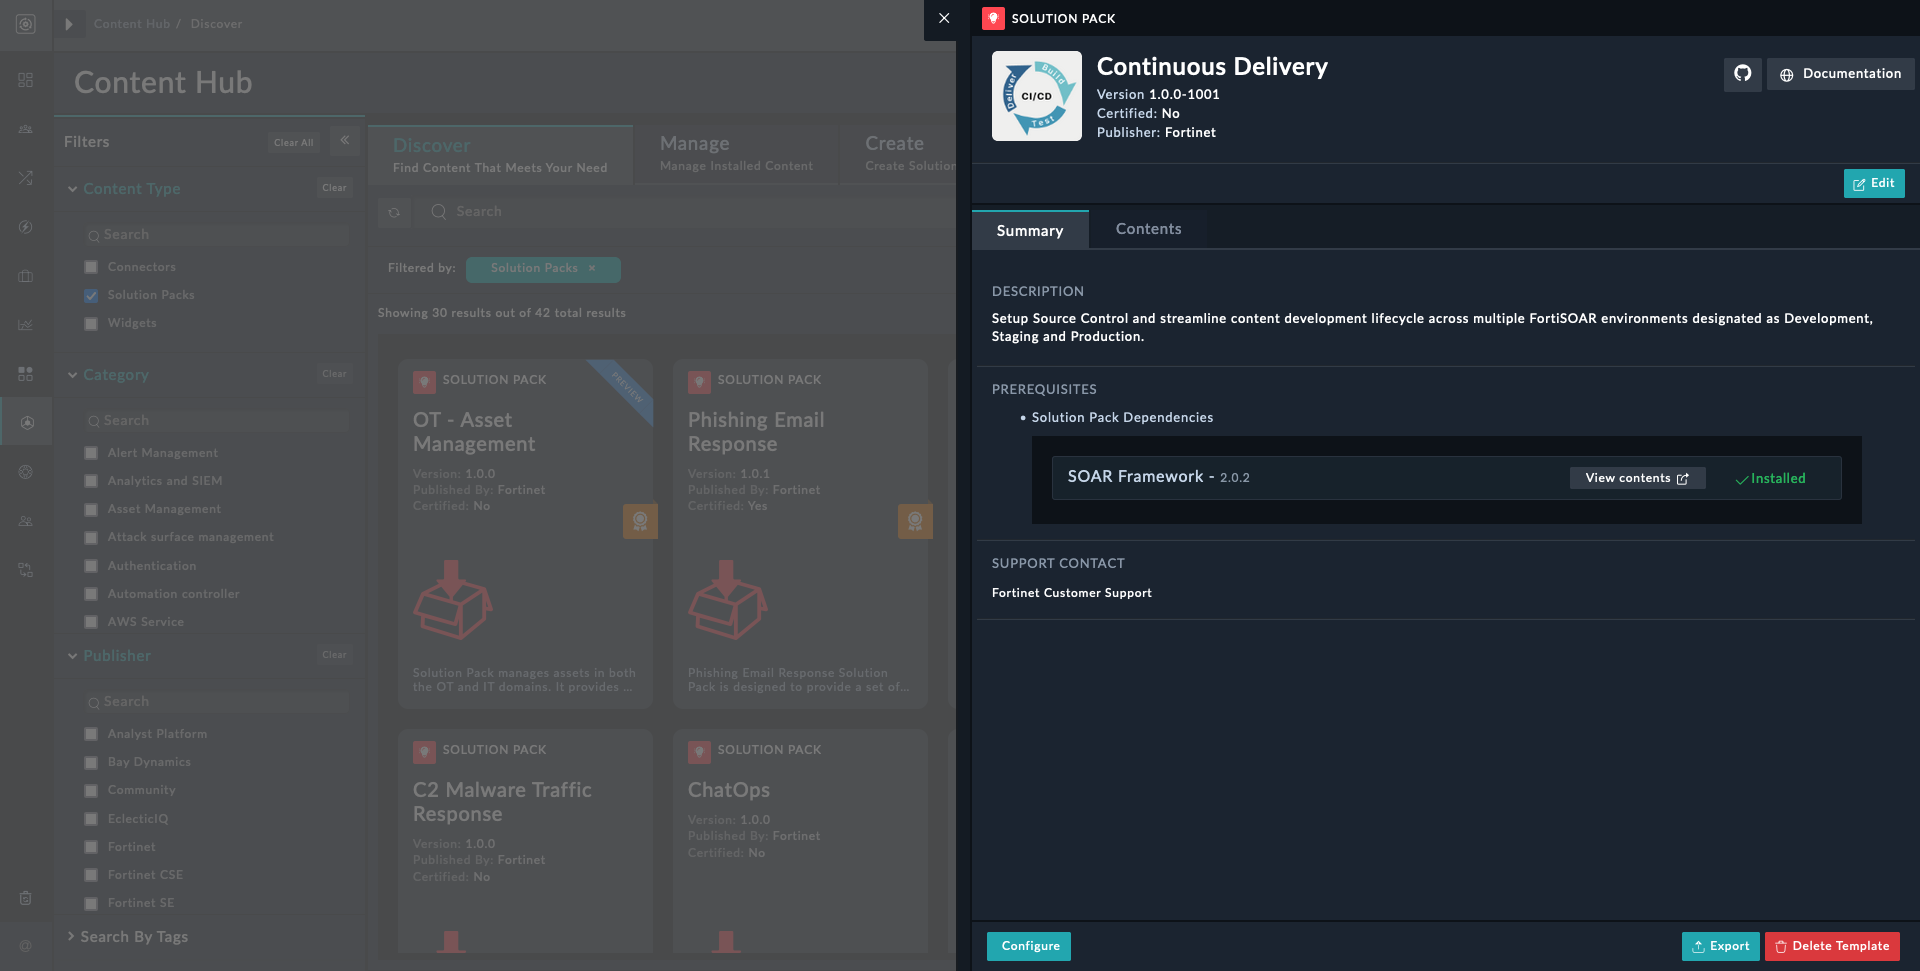 Content Hub / Discover
Content Hub
Filters
Clear All
Content Type
Clear
Search
Connectors
Solution Packs
Widgets
Category
Clear
Search
Alert Management
Analytics and SIEM
Asset Management
Attack surface management
Authentication
Automation controller
AWS Service
Publisher
Clear
Search
Analyst Platform
Bay Dynamics
Community
EclecticIQ
Fortinet
Fortinet CSE
Fortinet SE
Search By Tags
Discover
Find Content That Meets Your Need
Manage
Manage Installed Content
Create
Create Solution
Search
Filtered by: Solution Packs ×
Showing 30 results out of 42 total results
SOLUTION PACK
PREVIEW
OT - Asset
Management
Version: 1.0.0
Published By: Fortinet
Certified: No
Solution Pack manages assets in both
the OT and IT domains. It provides ...
SOLUTION PACK
Phishing Email
Response
Version: 1.0.1
Published By: Fortinet
Certified: Yes
Phishing Email Response Solution
Pack is designed to provide a set of...
SOLUTION PACK
C2 Malware Traffic
Response
Version: 1.0.0
Published By: Fortinet
Certified: No
SOLUTION PACK
ChatOps
Version: 1.0.0
Published By: Fortinet
Certified: No
SOLUTION PACK
Deliver
Build
CI/CD
Test
Continuous Delivery
Version 1.0.0-1001
Certified: No
Publisher: Fortinet
Documentation
Edit
Summary
Contents
DESCRIPTION
Setup Source Control and streamline content development lifecycle across multiple FortiSOAR environments designated as Development,
Staging and Production.
PREREQUISITES
• Solution Pack Dependencies
SOAR Framework - 2.0.2
View contents
Installed
SUPPORT CONTACT
Fortinet Customer Support
Configure
Export
Delete Template